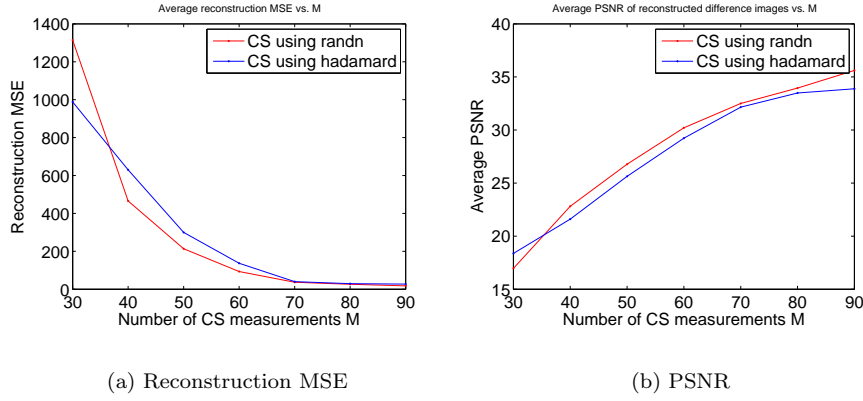 Average reconstruction MSE vs. M
1400
1200
1000
800
600
400
200
0
30 40 50 60 70 80 90
Reconstruction MSE
Number of CS measurements M
CS using randn
CS using hadamard
(a) Reconstruction MSE
Average PSNR of reconstructed difference images vs. M
40
35
30
25
20
15
30 40 50 60 70 80 90
Average PSNR
Number of CS measurements M
CS using randn
CS using hadamard
(b) PSNR